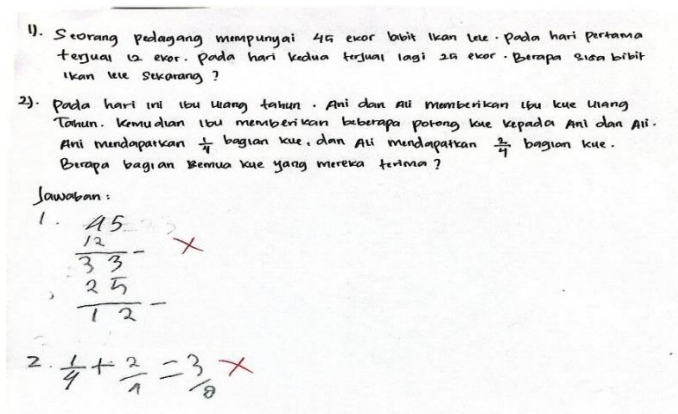 1). Seorang pedagang mempunyai 45 ekor bibit Ikan Lele. Pada hari pertama
terjual 12 ekor. Pada hari kedua terjual lagi 25 ekor. Berapa sisa bibit
Ikan lele sekarang?
2). Pada hari ini Ibu ulang tahun. Ani dan Ali memberikan Ibu kue ulang
Tahun. Kemudian Ibu memberikan beberapa potong kue kepada Ani dan Ali.
Ani mendapatkan 1/4 bagian kue, dan Ali mendapatkan 2/4 bagian kue.
Berapa bagian semua kue yang mereka terima?
Jawaban:
1. 45
12
33 -
25
12 -
2. 1/4 + 2/4 = 3/8